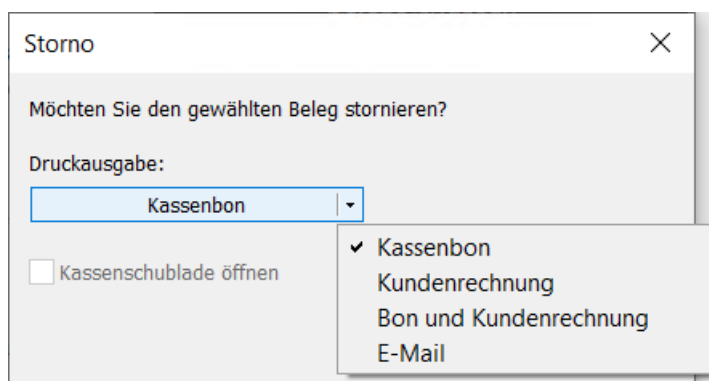 Storno
Möchten Sie den gewählten Beleg stornieren?
Druckausgabe:
Kassenbon
Kassenschublade öffnen
Kassenbon
Kundenrechnung
Bon und Kundenrechnung
E-Mail